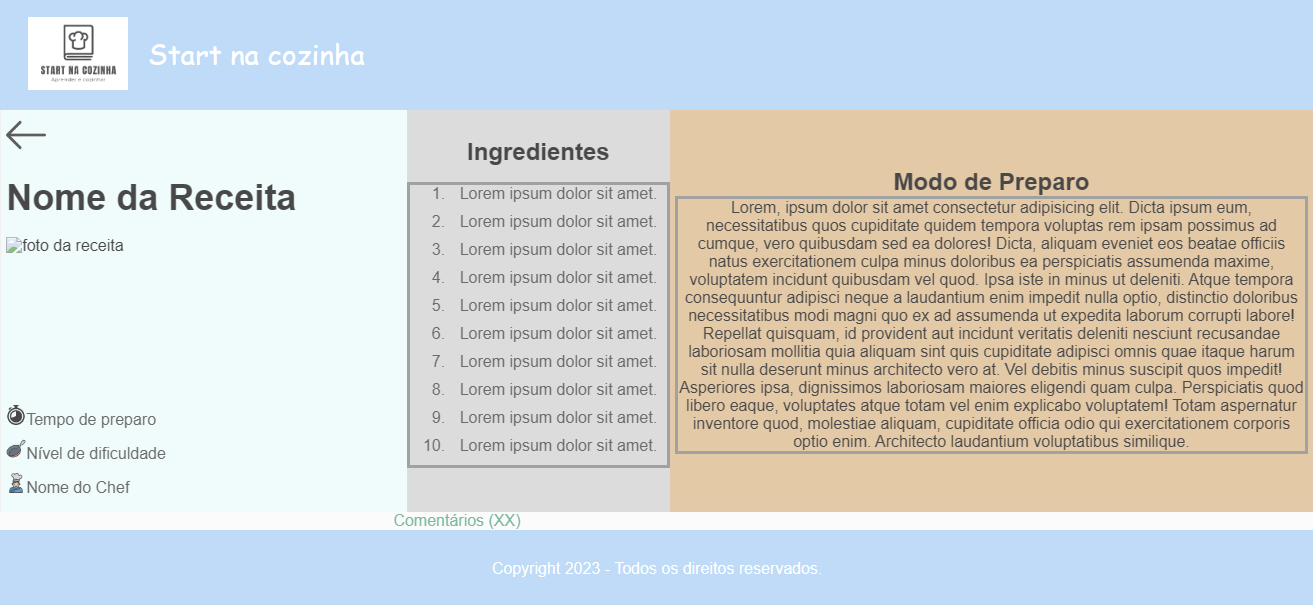 START NA COZINHA
Aprender e cozinhar
Start na cozinha
Nome da Receita
foto da receita
Tempo de preparo
Nível de dificuldade
Nome do Chef
Ingredientes
1. Lorem ipsum dolor sit amet.
2. Lorem ipsum dolor sit amet.
3. Lorem ipsum dolor sit amet.
4. Lorem ipsum dolor sit amet.
5. Lorem ipsum dolor sit amet.
6. Lorem ipsum dolor sit amet.
7. Lorem ipsum dolor sit amet.
8. Lorem ipsum dolor sit amet.
9. Lorem ipsum dolor sit amet.
10. Lorem ipsum dolor sit amet.
Modo de Preparo
Lorem, ipsum dolor sit amet consectetur adipisicing elit. Dicta ipsum eum,
necessitatibus quos cupiditate quidem tempora voluptas rem ipsam possimus ad
cumque, vero quibusdam sed ea dolores! Dicta, aliquam eveniet eos beatae officiis
natus exercitationem culpa minus doloribus ea perspiciatis assumenda maxime,
voluptatem incidunt quibusdam vel quod. Ipsa iste in minus ut deleniti. Atque tempora
consequuntur adipisci neque a laudantium enim impedit nulla optio, distinctio doloribus
necessitatibus modi magni quo ex ad assumenda ut expedita laborum corrupti labore!
Repellat quisquam, id provident aut incidunt veritatis deleniti nesciunt recusandae
laboriosam mollitia quia aliquam sint quis cupiditate adipisci omnis quae itaque harum
sit nulla deserunt minus architecto vero at. Vel debitis minus suscipit quos impedit!
Asperiores ipsa, dignissimos laboriosam maiores eligendi quam culpa. Perspiciatis quod
libero eaque, voluptates atque totam vel enim explicabo voluptatem! Totam aspernatur
inventore quod, molestiae aliquam, cupiditate officia odio qui exercitationem corporis
optio enim. Architecto laudantium voluptatibus similique.
Comentários (XX)
Copyright 2023 - Todos os direitos reservados.